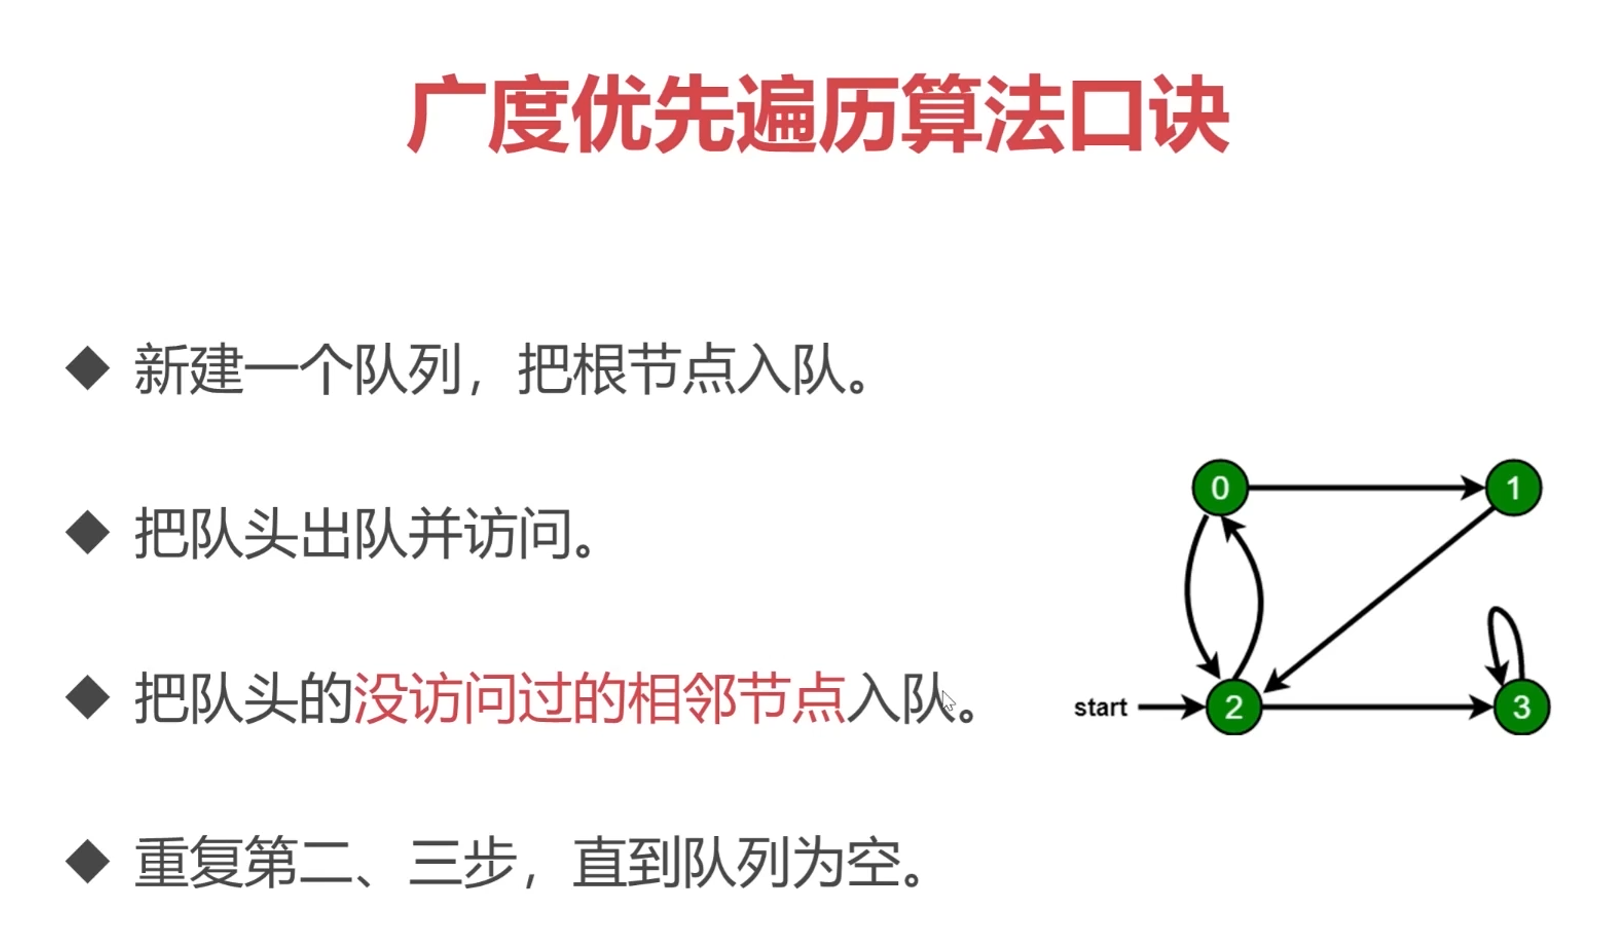 广度优先遍历算法口诀
新建一个队列，把根节点入队。
把队头出队并访问。
把队头的没访问过的相邻节点入队。
重复第二、三步，直到队列为空。
0
1
start
2
3